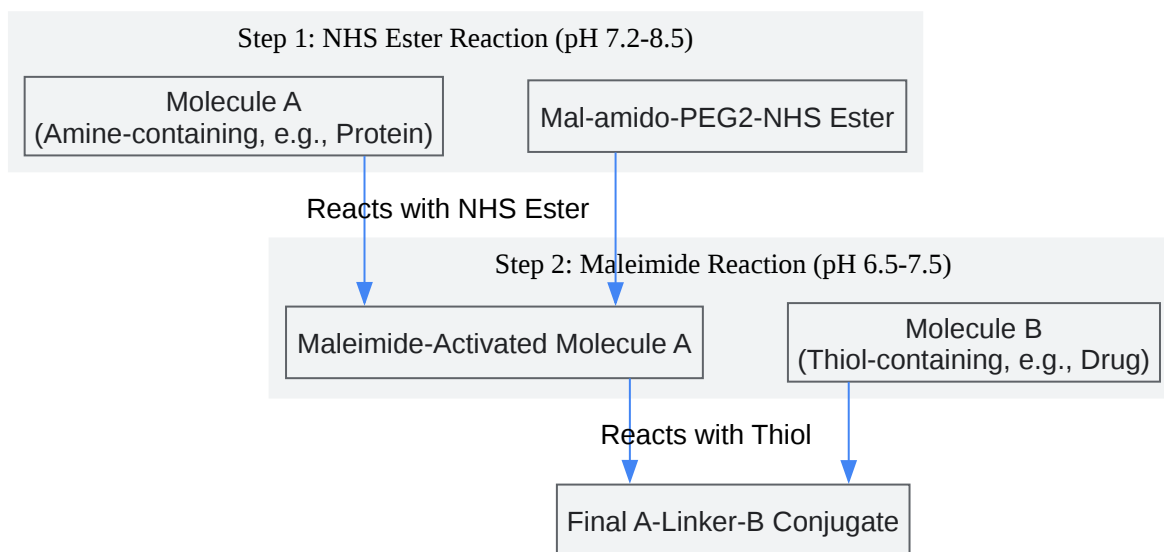 Step 1: NHS Ester Reaction (pH 7.2-8.5)
Molecule A
(Amine-containing, e.g., Protein)
Mal-amido-PEG2-NHS Ester
Reacts with NHS Ester
Step 2: Maleimide Reaction (pH 6.5-7.5)
Maleimide-Activated Molecule A
Molecule B
(Thiol-containing, e.g., Drug)
Reacts with Thiol
Final A-Linker-B Conjugate